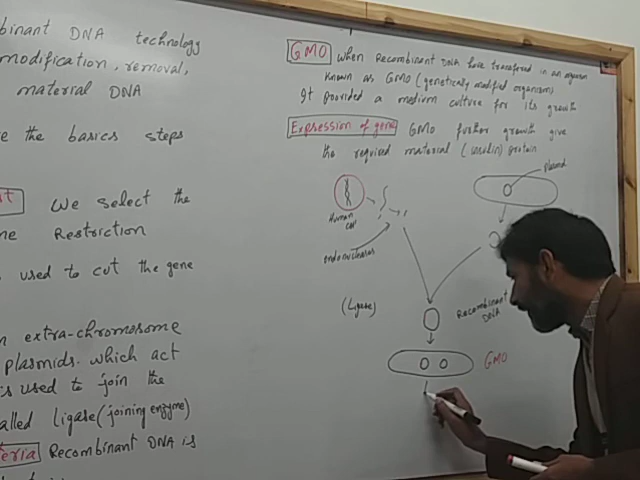 binant DNA technology
modification, removal,
material DNA
e the basics steps
We select the
ne Restriction
used to cut the gene
n extra-chromosome
plasmids. which act
is used to join the
alled Ligase (joining enzyme)
eria Recombinant DNA is
GMO When Recombinant DNA have transfered in an organism
Known as GMO (genetically modified organism)
It provided a medium culture for its growth
Expression of gene GMO further growth give
the required material (insulin) protein
plasmid
Human
cell
endonucleases
(Ligase)
Recombinant
DNA
GMO